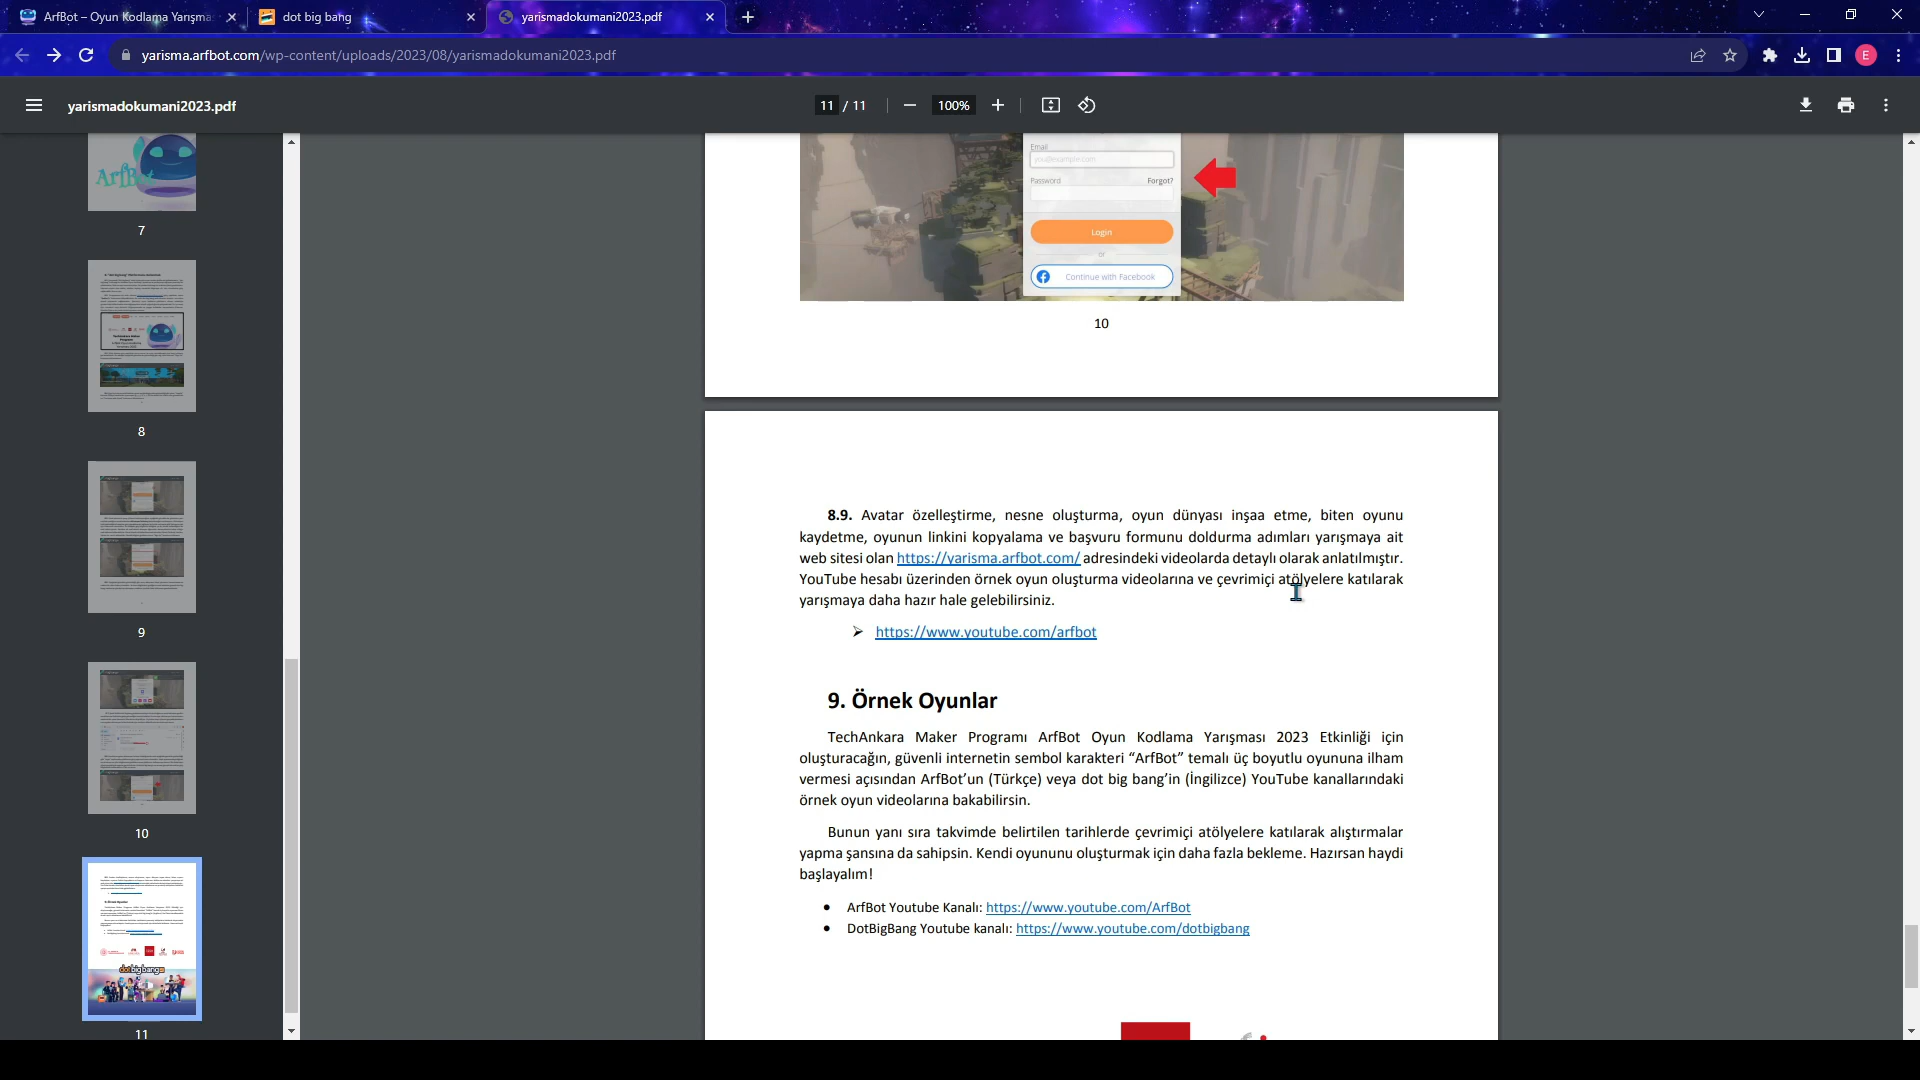 ArfBot – Oyun Kodlama Yarışma
dot big bang
yarismadokumani2023.pdf
yarisma.arfbot.com/wp-content/uploads/2023/08/yarismadokumani2023.pdf
E
yarismadokumani2023.pdf
11 / 11
100%
ArfBot
7
8
9
10
dotbigbang
11
Email
you@example.com
Password Forgot?
Login
or
Continue with Facebook
10
8.9. Avatar özelleştirme, nesne oluşturma, oyun dünyası inşaa etme, biten oyunu
kaydetme, oyunun linkini kopyalama ve başvuru formunu doldurma adımları yarışmaya ait
web sitesi olan https://yarisma.arfbot.com/ adresindeki videolarda detaylı olarak anlatılmıştır.
YouTube hesabı üzerinden örnek oyun oluşturma videolarına ve çevrimiçi atölyelere katılarak
yarışmaya daha hazır hale gelebilirsiniz.
➢ https://www.youtube.com/arfbot
9. Örnek Oyunlar
TechAnkara Maker Programı ArfBot Oyun Kodlama Yarışması 2023 Etkinliği için
oluşturacağın, güvenli internetin sembol karakteri “ArfBot” temalı üç boyutlu oyununa ilham
vermesi açısından ArfBot’un (Türkçe) veya dot big bang’in (İngilizce) YouTube kanallarındaki
örnek oyun videolarına bakabilirsin.
Bunun yanı sıra takvimde belirtilen tarihlerde çevrimiçi atölyelere katılarak alıştırmalar
yapma şansına da sahipsin. Kendi oyununu oluşturmak için daha fazla bekleme. Hazırsan haydi
başlayalım!
• ArfBot Youtube Kanalı: https://www.youtube.com/ArfBot
• DotBigBang Youtube kanalı: https://www.youtube.com/dotbigbang